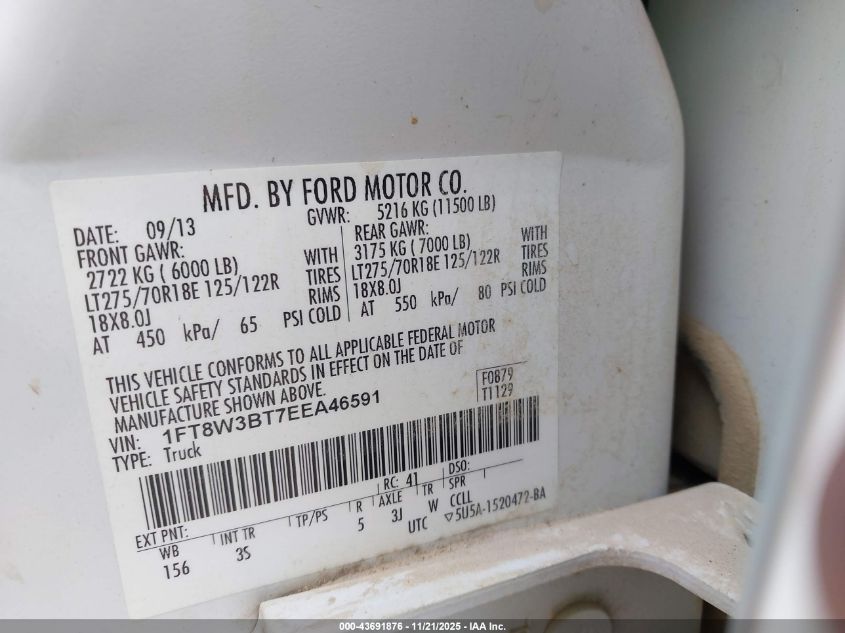 MFD. BY FORD MOTOR CO.
DATE: 09/13 GVWR: 5216 KG (11500 LB)
FRONT GAWR: REAR GAWR:
2722 KG ( 6000 LB) WITH 3175 KG ( 7000 LB) WITH
LT275/70R18E 125/122R TIRES LT275/70R18E 125/122R TIRES
18X8.0J RIMS 18X8.0J RIMS
AT 450 kPa/ 65 PSI COLD AT 550 kPa/ 80 PSI COLD
THIS VEHICLE CONFORMS TO ALL APPLICABLE FEDERAL MOTOR
VEHICLE SAFETY STANDARDS IN EFFECT ON THE DATE OF
MANUFACTURE SHOWN ABOVE.
F0879
T1129
VIN: 1FT8W3BT7EEA46591
TYPE: Truck
RC: 41 DSO:
EXT PNT:
WB INT TR TP/PS R AXLE TR SPR
156 3S 5 3J W CCLL
UTC ▽5U5A-1520472-BA
000-43691876 - 11/21/2025 - IAA Inc.